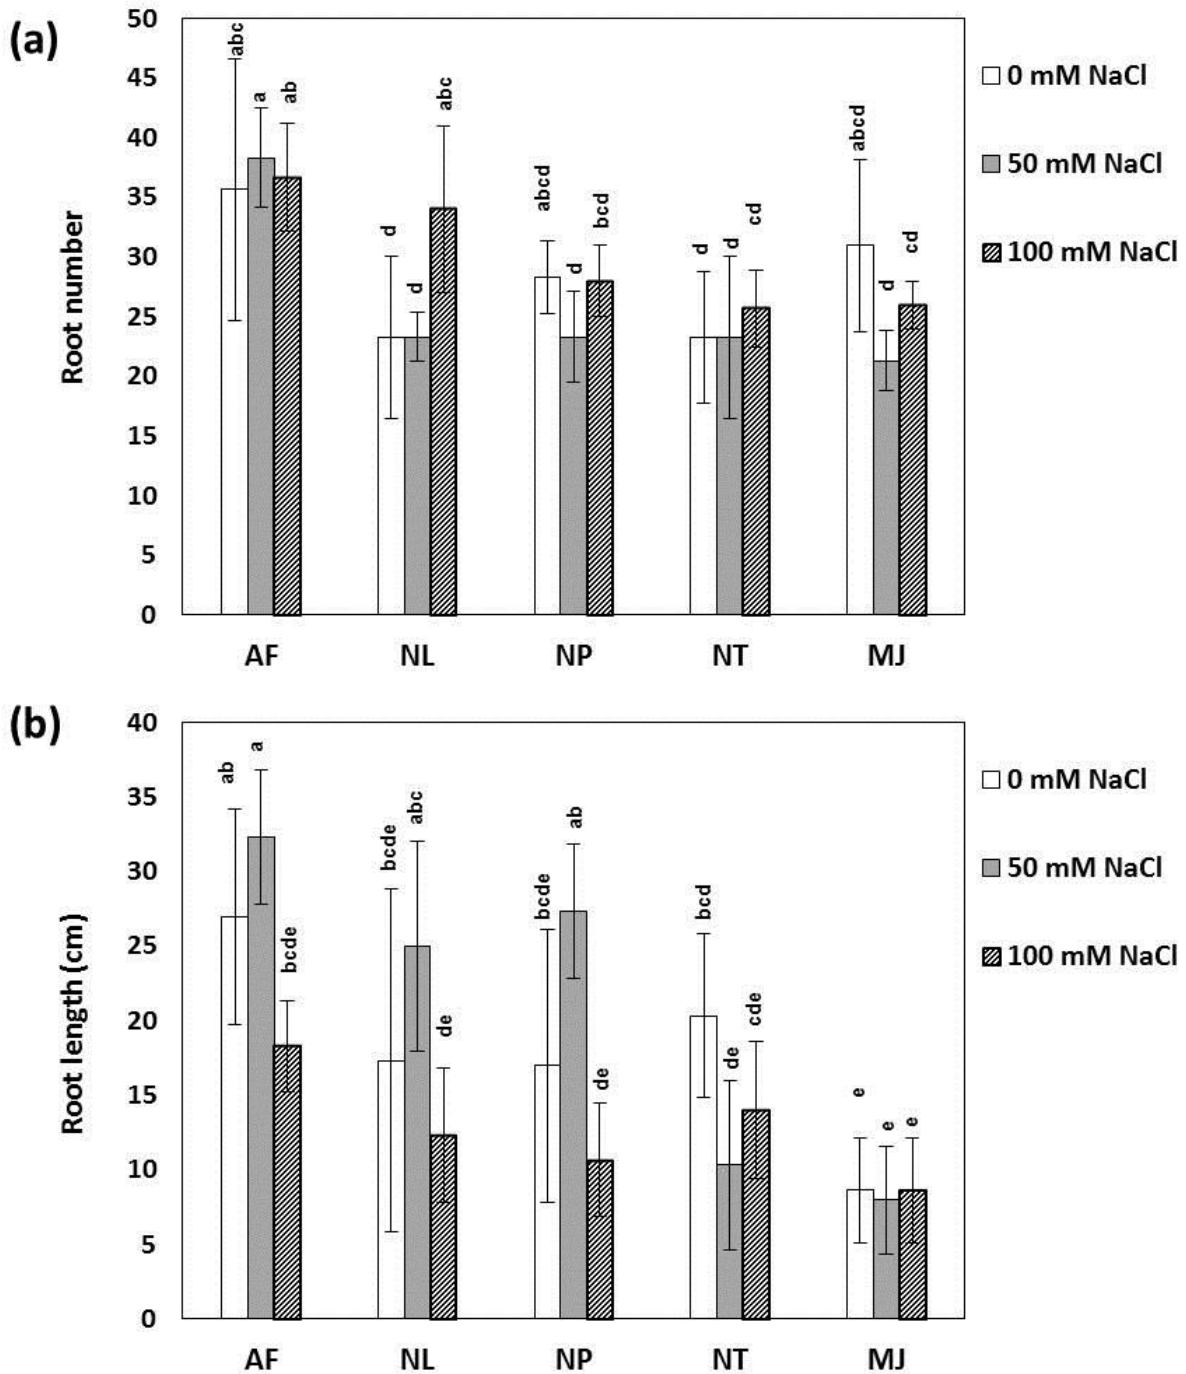 (a)
Root number
50
45
40
35
30
25
20
15
10
5
0
abc
a
ab
d
d
abc
abcd
d
bcd
d
d
cd
abcd
d
cd
AF NL NP NT MJ
0 mM NaCl
50 mM NaCl
100 mM NaCl
(b)
Root length (cm)
40
35
30
25
20
15
10
5
0
ab
a
bcde
bcde
abc
de
bcde
ab
de
bcd
de
cde
e
e
e
AF NL NP NT MJ
0 mM NaCl
50 mM NaCl
100 mM NaCl